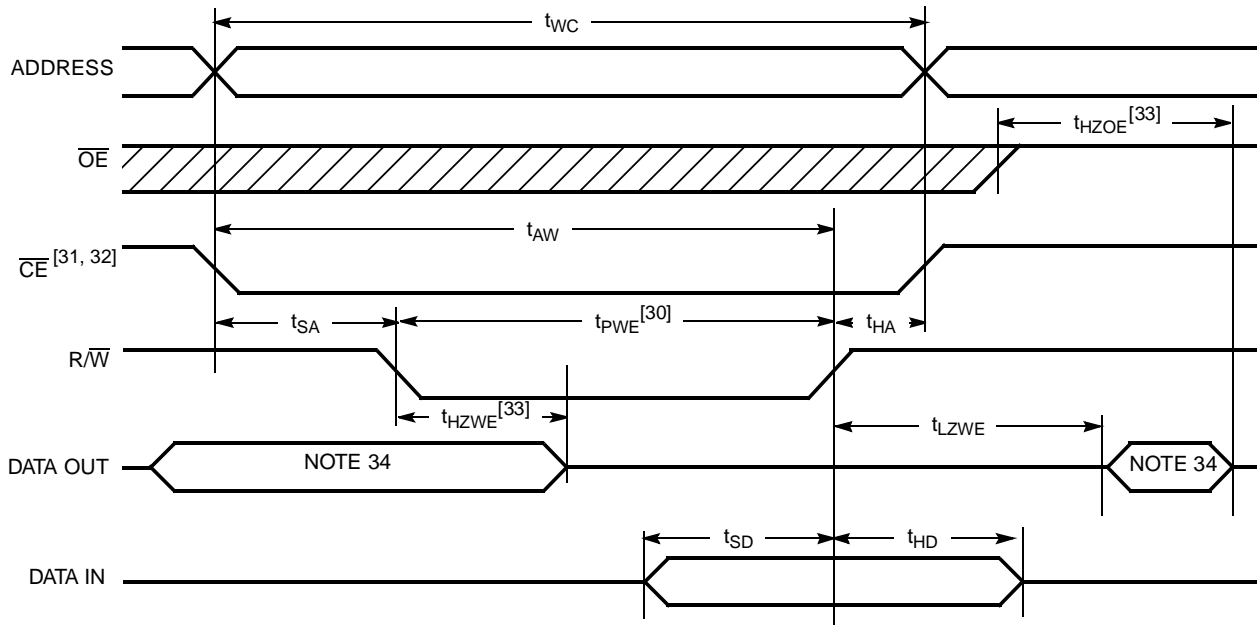 tWC
ADDRESS
tHZOE[33]
OE
tAW
CE [31, 32]
tSA
tPWE[30]
tHA
R/W
tHZWE[33]
tLZWE
DATA OUT
NOTE 34
NOTE 34
tSD
tHD
DATA IN